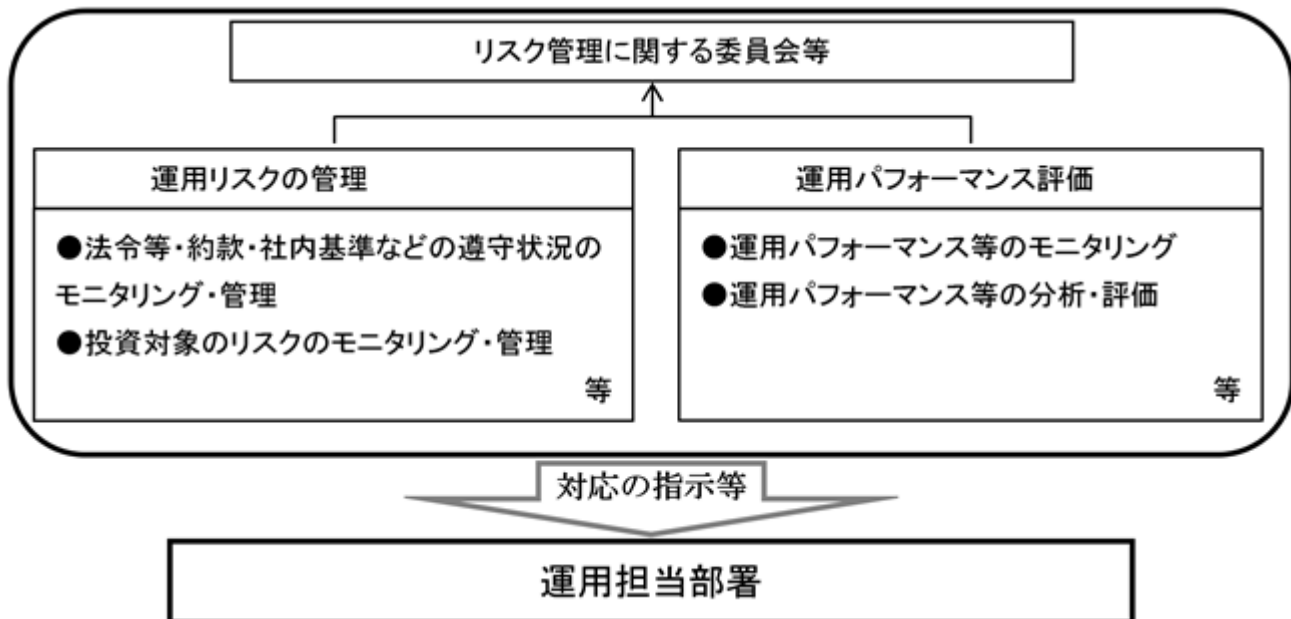 リスク管理に関する委員会等
運用リスクの管理
●法令等・約款・社内基準などの遵守状況の
モニタリング・管理
●投資対象のリスクのモニタリング・管理
等
運用パフォーマンス評価
●運用パフォーマンス等のモニタリング
●運用パフォーマンス等の分析・評価
等
対応の指示等
運用担当部署